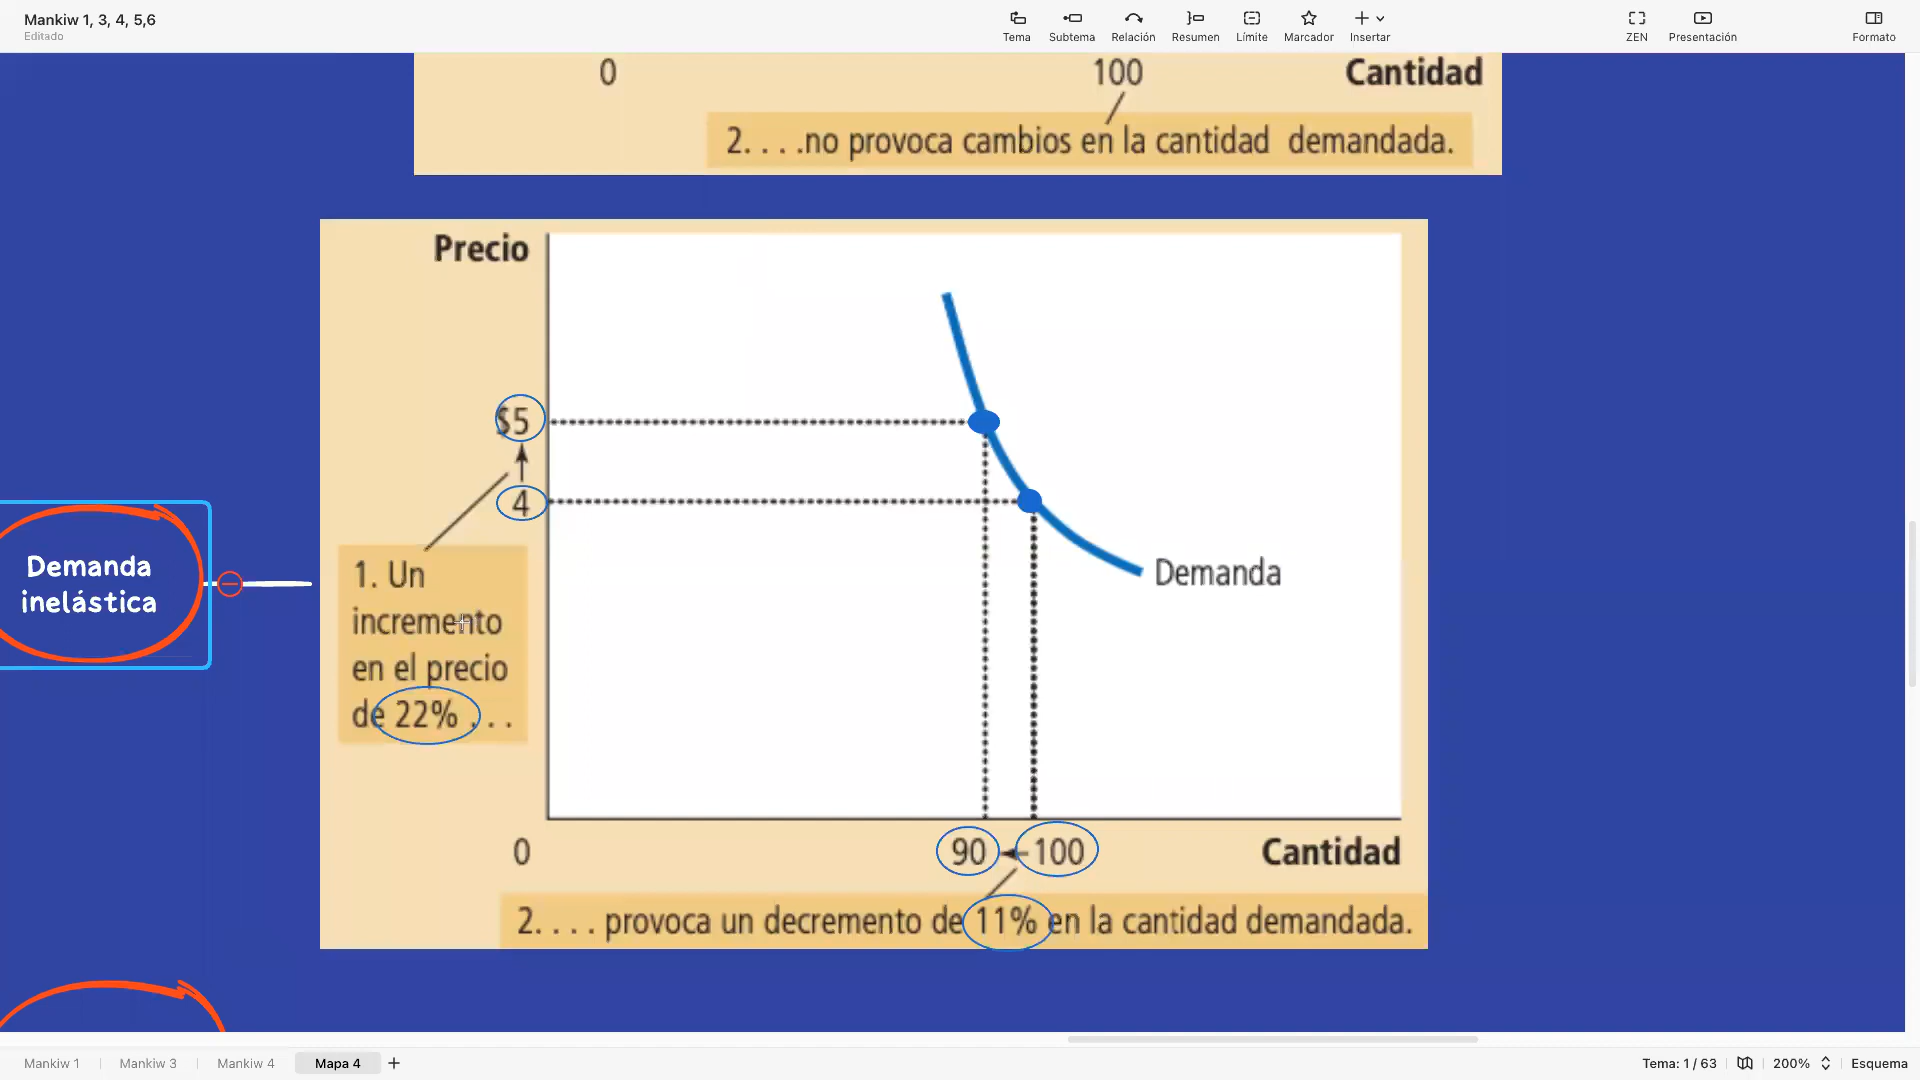 Mankiw 1, 3, 4, 5,6
Editado
Tema
Subtema
Relación
Resumen
Límite
Marcador
Insertar
ZEN
Presentación
Formato
0
100
Cantidad
2. . . .no provoca cambios en la cantidad demandada.
Precio
$5
4
Demanda
inelástica
1. Un
incremento
en el precio
de 22% . . .
Demanda
0
90
100
Cantidad
2. . . . provoca un decremento de 11% en la cantidad demandada.
Mankiw 1
Mankiw 3
Mankiw 4
Mapa 4
Tema: 1 / 63
200%
Esquema